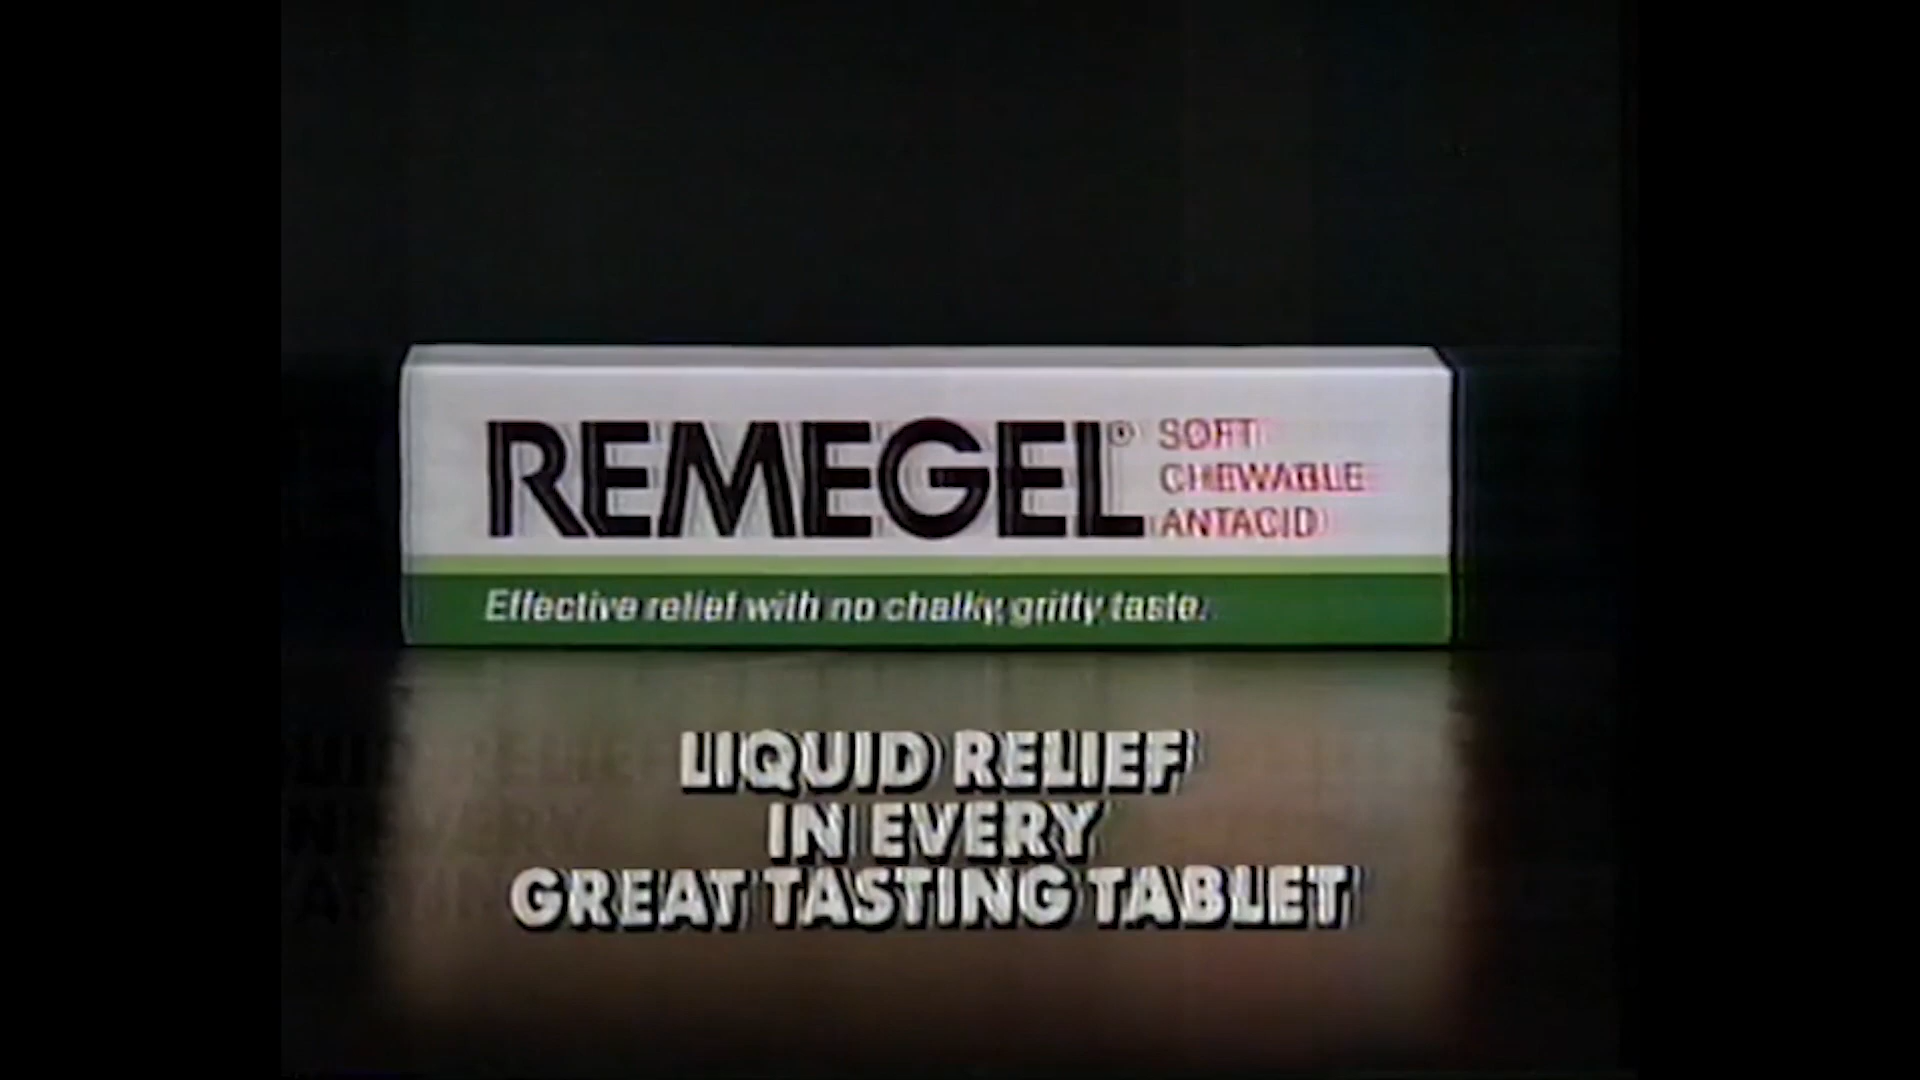 REMEGEL®
SOFT
CHEWABLE
ANTACID
Effective relief with no chalky, gritty taste.
LIQUID RELIEF
IN EVERY
GREAT TASTING TABLET